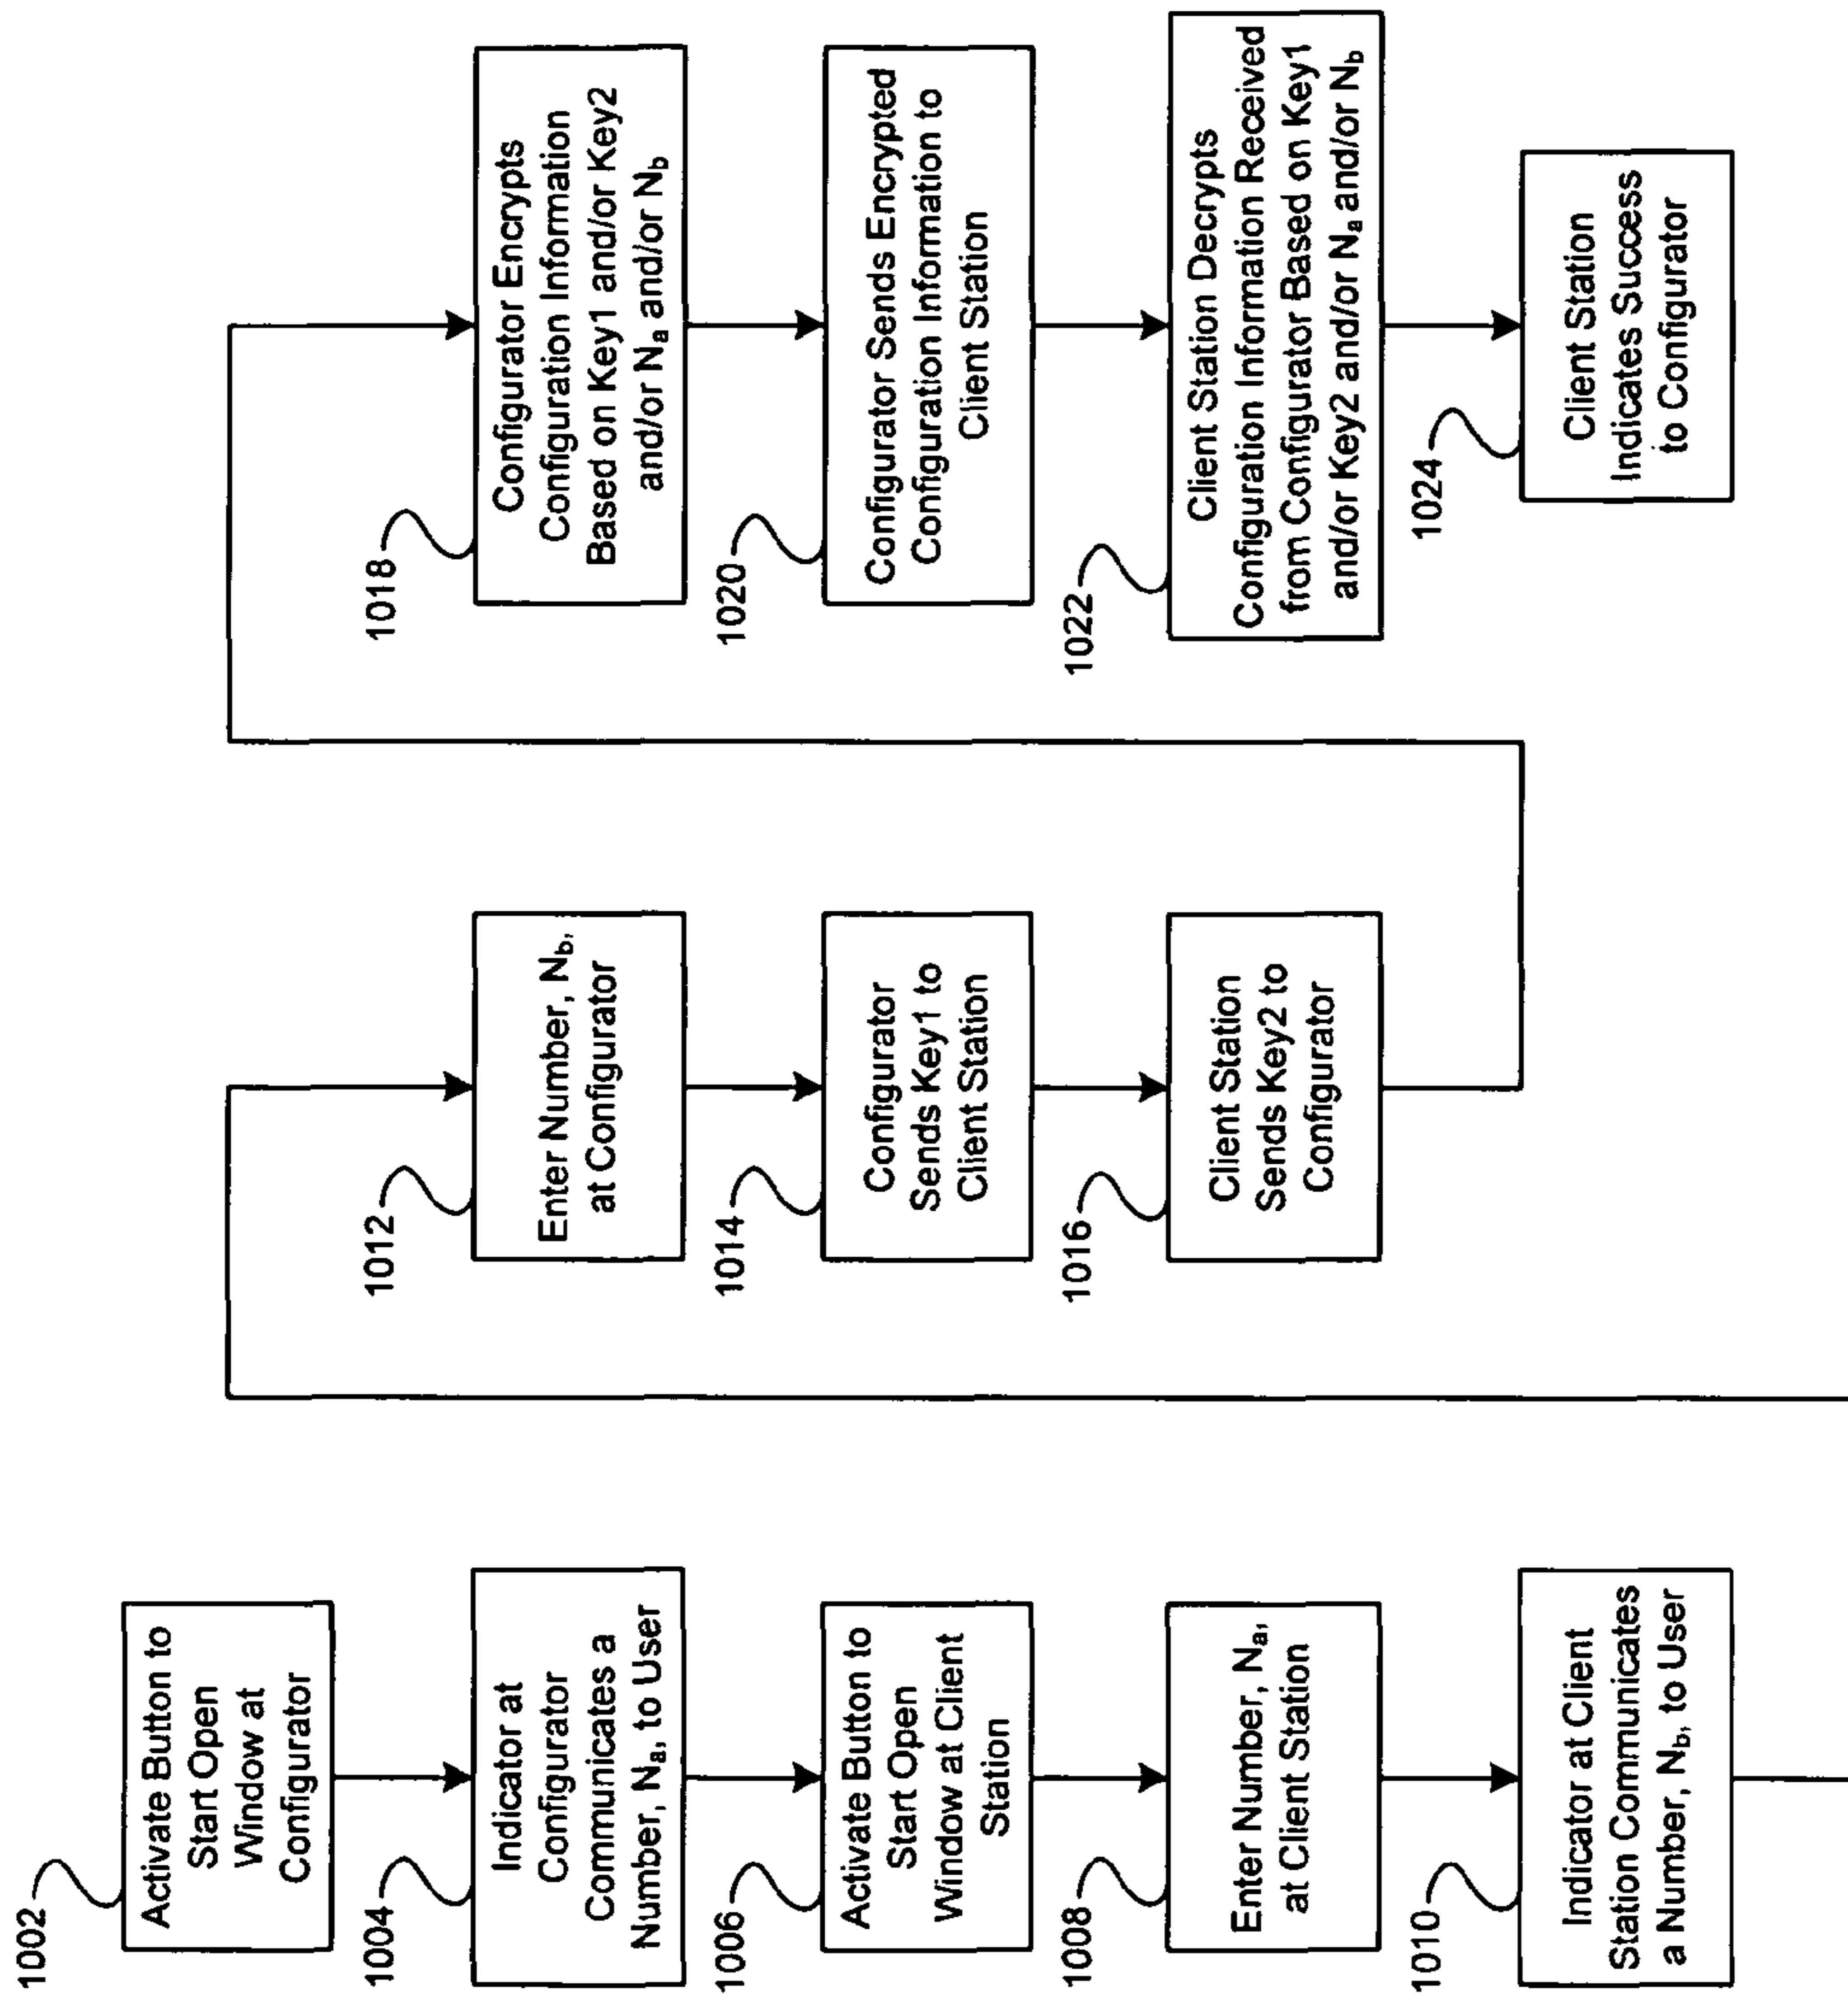 1002
Activate Button to
Start Open
Window at
Configurator
1004
Indicator at
Configurator
Communicates a
Number, Na, to User
1006
Activate Button to
Start Open
Window at Client
Station
1008
Enter Number, Na,
at Client Station
1010
Indicator at Client
Station Communicates
a Number, Nb, to User
1012
Enter Number, Nb,
at Configurator
1014
Configurator
Sends Key1 to
Client Station
1016
Client Station
Sends Key2 to
Configurator
1018
Configurator Encrypts
Configuration Information
Based on Key1 and/or Key2
and/or Na and/or Nb
1020
Configurator Sends Encrypted
Configuration Information to
Client Station
1022
Client Station Decrypts
Configuration Information Received
from Configurator Based on Key1
and/or Key2 and/or Na and/or Nb
1024
Client Station
Indicates Success
to Configurator